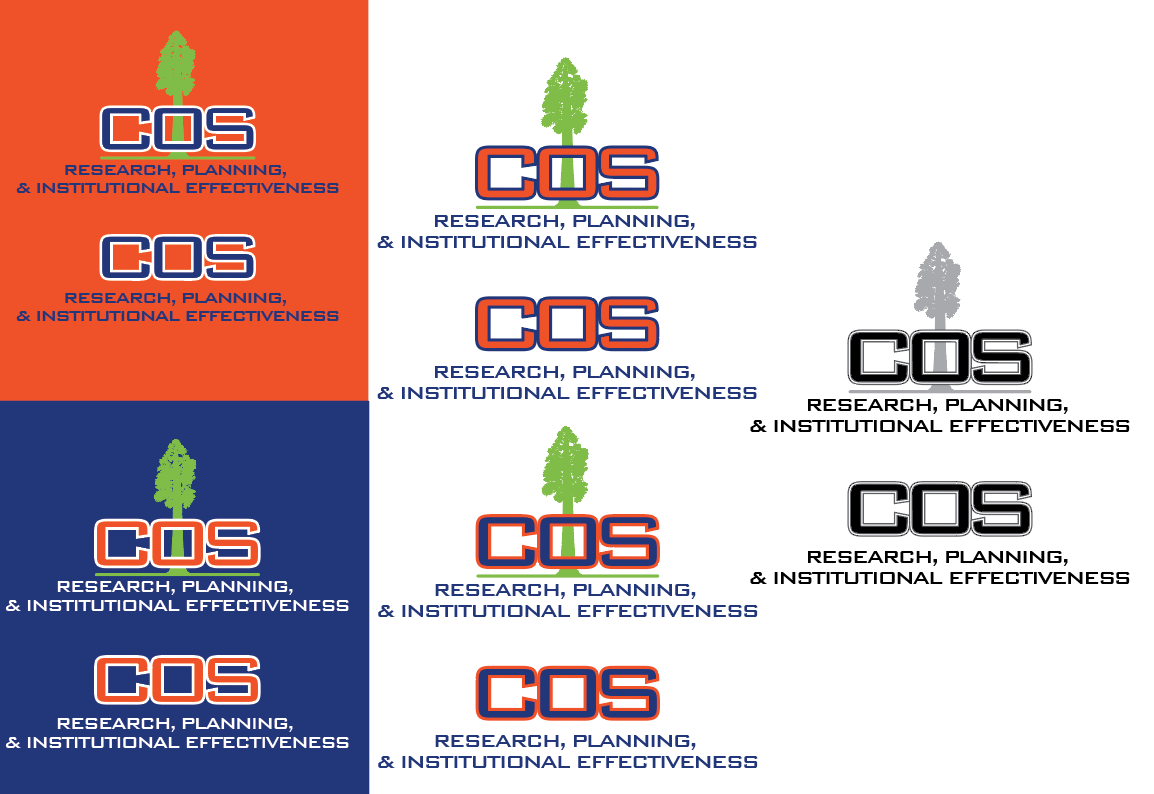 COS
RESEARCH, PLANNING,
& INSTITUTIONAL EFFECTIVENESS
COS
RESEARCH, PLANNING,
& INSTITUTIONAL EFFECTIVENESS
COS
RESEARCH, PLANNING,
& INSTITUTIONAL EFFECTIVENESS
COS
RESEARCH, PLANNING,
& INSTITUTIONAL EFFECTIVENESS
COS
RESEARCH, PLANNING,
& INSTITUTIONAL EFFECTIVENESS
COS
RESEARCH, PLANNING,
& INSTITUTIONAL EFFECTIVENESS
COS
RESEARCH, PLANNING,
& INSTITUTIONAL EFFECTIVENESS
COS
RESEARCH, PLANNING,
& INSTITUTIONAL EFFECTIVENESS
COS
RESEARCH, PLANNING,
& INSTITUTIONAL EFFECTIVENESS
COS
RESEARCH, PLANNING,
& INSTITUTIONAL EFFECTIVENESS